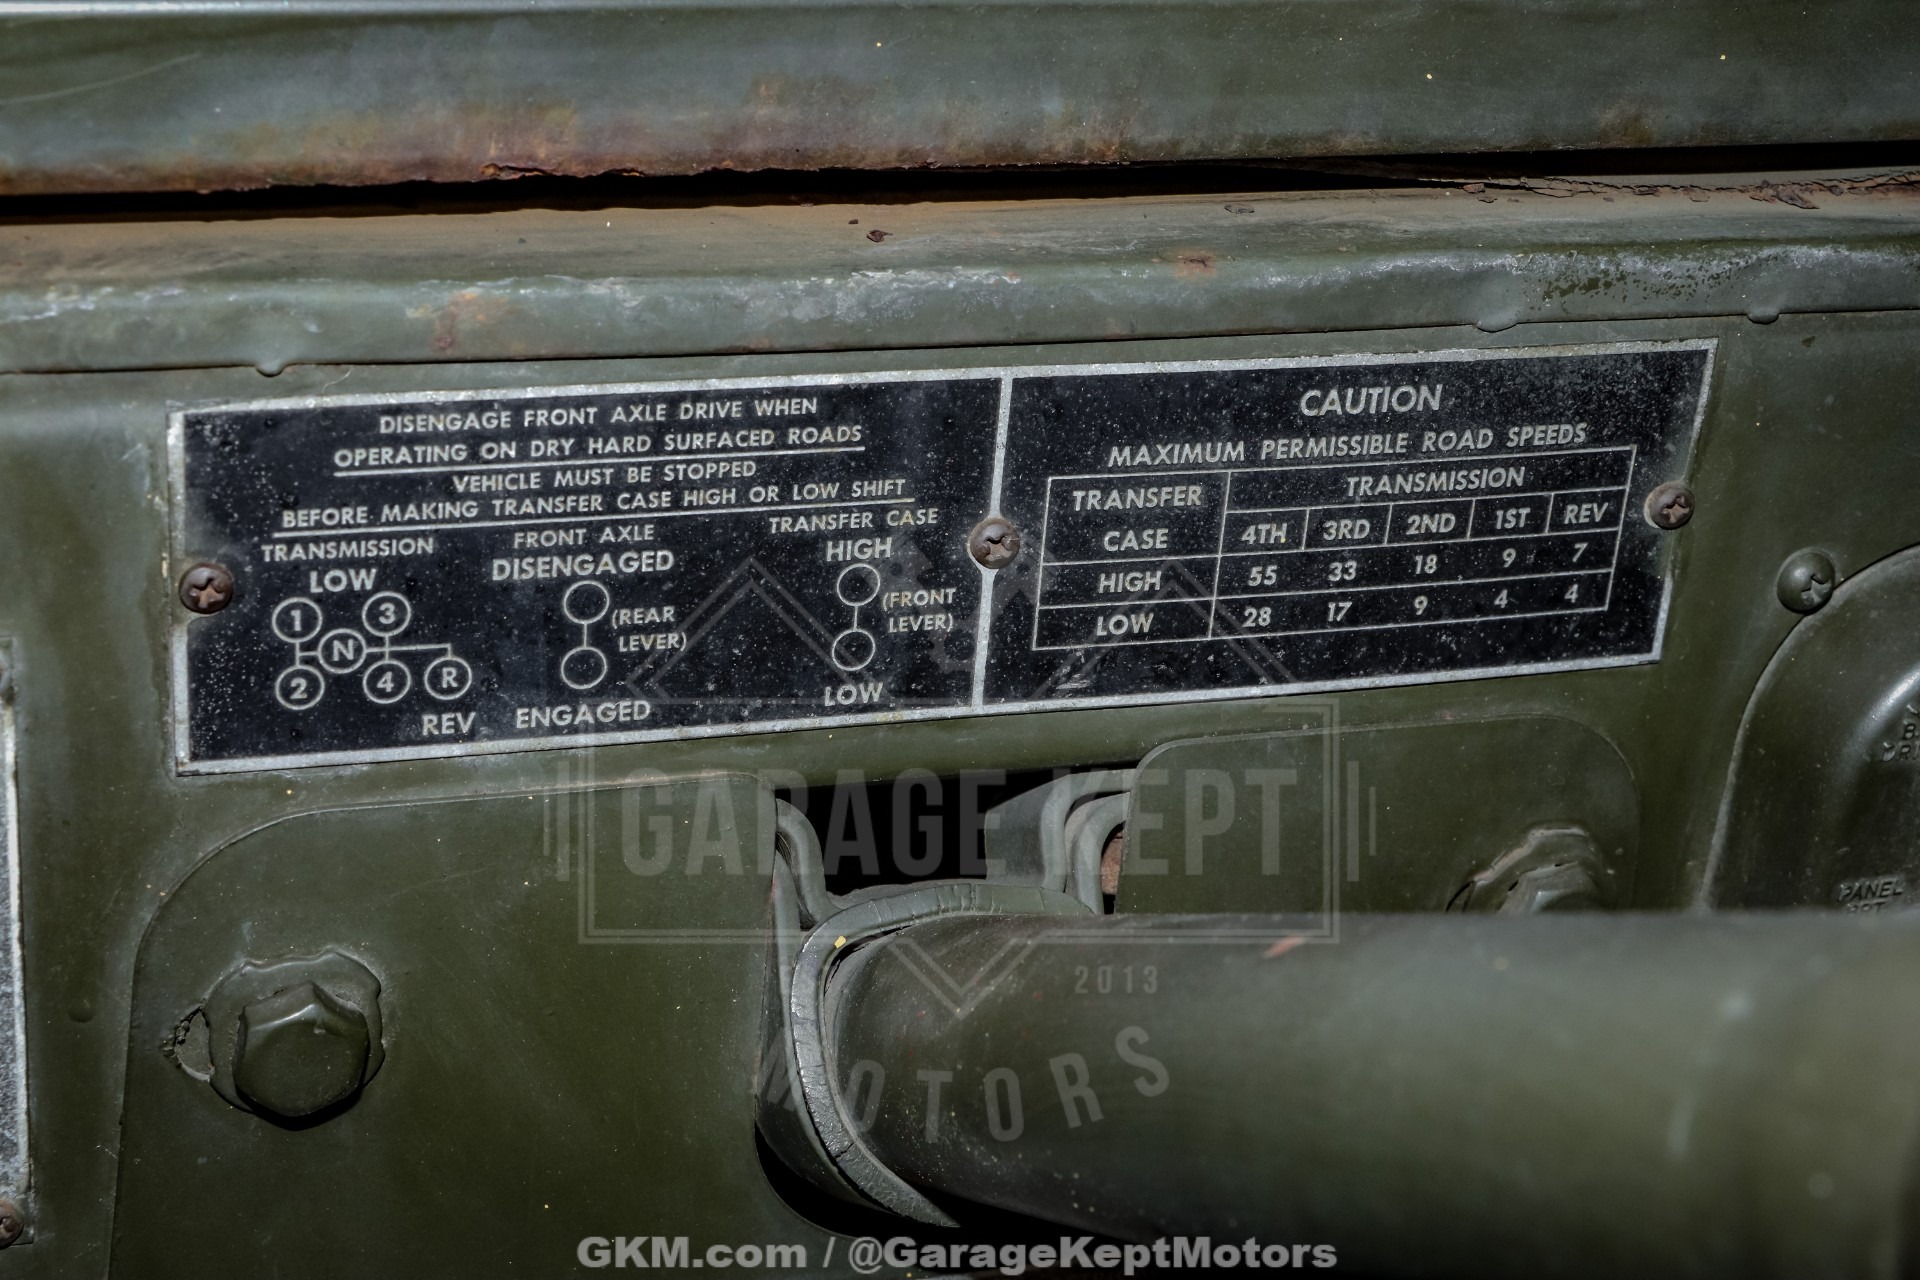 DISENGAGE FRONT AXLE DRIVE WHEN
OPERATING ON DRY HARD SURFACED ROADS
VEHICLE MUST BE STOPPED
BEFORE MAKING TRANSFER CASE HIGH OR LOW SHIFT
TRANSMISSION
LOW
1 3
N
2 4 R
REV
FRONT AXLE
DISENGAGED
(REAR
LEVER)
ENGAGED
TRANSFER CASE
HIGH
(FRONT
LEVER)
LOW
CAUTION
MAXIMUM PERMISSIBLE ROAD SPEEDS
TRANSFER CASE TRANSMISSION
4TH 3RD 2ND 1ST REV
HIGH 55 33 18 9 7
LOW 28 17 9 4 4
PANEL
GARAGE KEPT
2013
MOTORS
GKM.com / @GarageKeptMotors